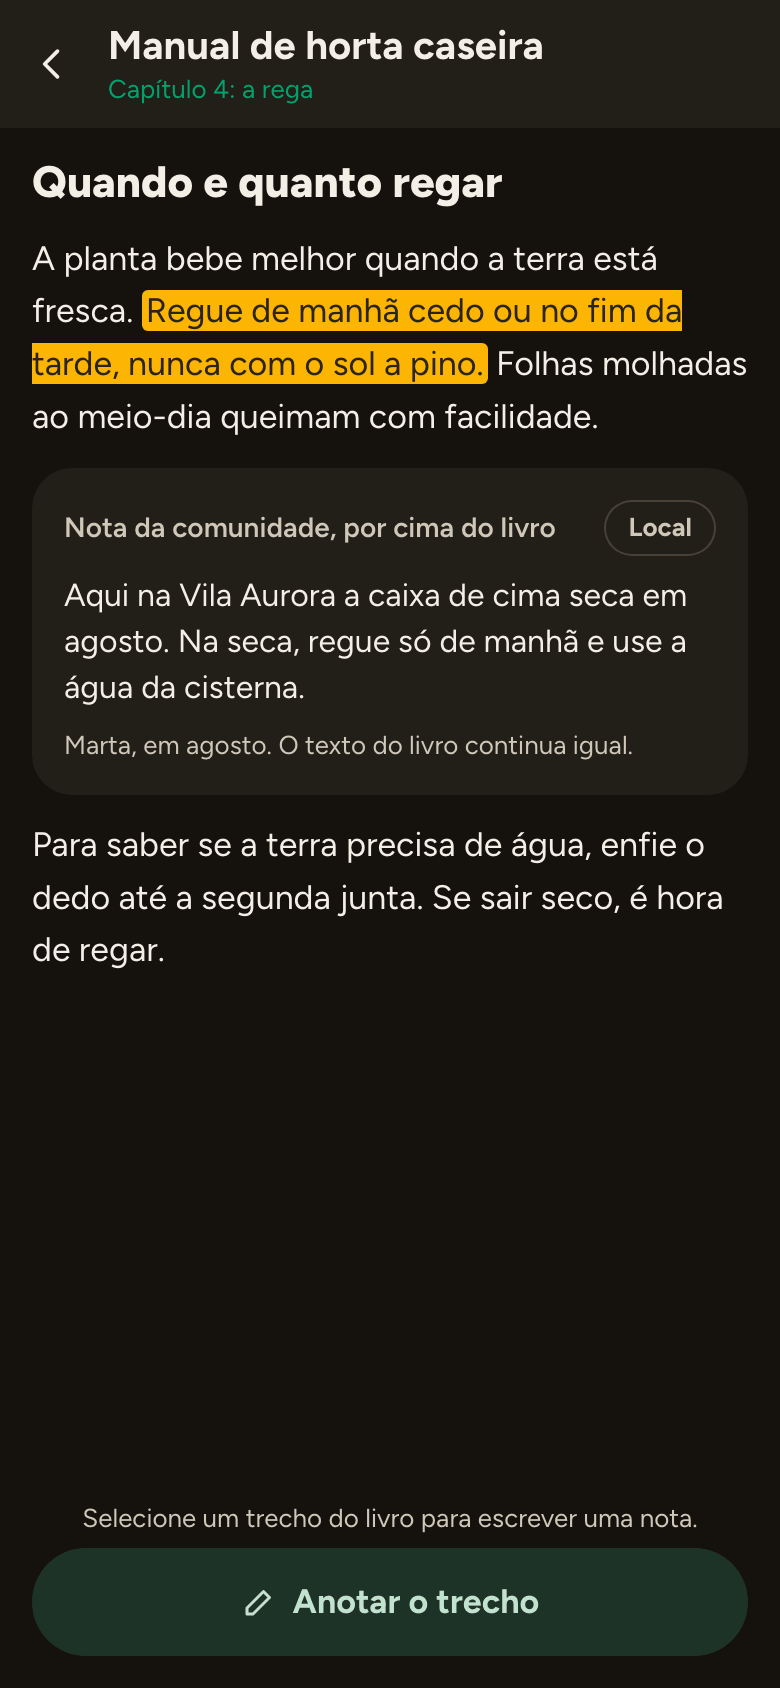 Manual de horta caseira
Capítulo 4: a rega
Quando e quanto regar
A planta bebe melhor quando a terra está
fresca. Regue de manhã cedo ou no fim da
tarde, nunca com o sol a pino. Folhas molhadas
ao meio-dia queimam com facilidade.
Nota da comunidade, por cima do livro
Local
Aqui na Vila Aurora a caixa de cima seca em
agosto. Na seca, regue só de manhã e use a
água da cisterna.
Marta, em agosto. O texto do livro continua igual.
Para saber se a terra precisa de água, enfie o
dedo até a segunda junta. Se sair seco, é hora
de regar.
Selecione um trecho do livro para escrever uma nota.
Anotar o trecho